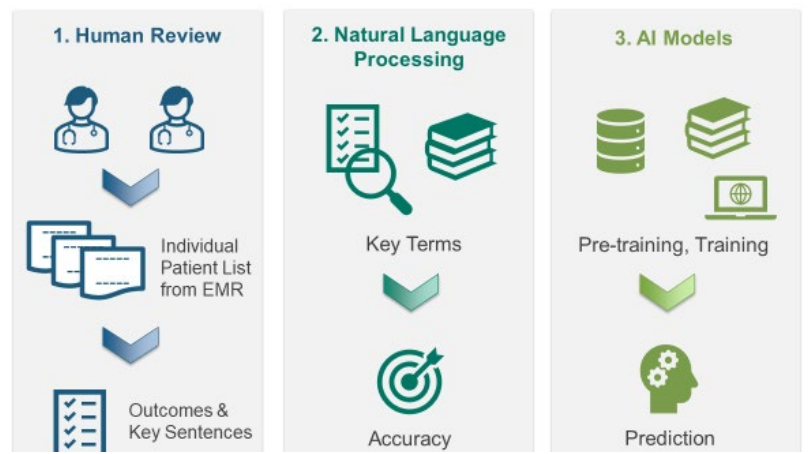 1. Human Review
Individual
Patient List
from EMR
Outcomes &
Key Sentences
2. Natural Language
Processing
Key Terms
Accuracy
3. AI Models
Pre-training, Training
Prediction